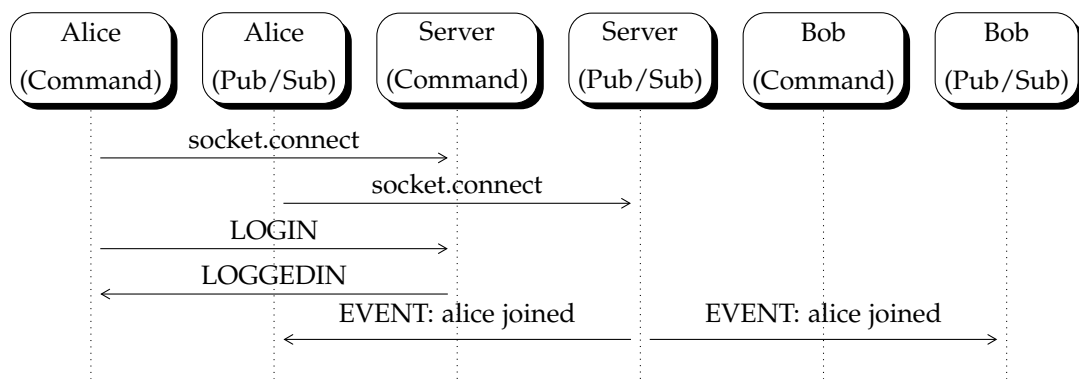 Alice
(Command)
Alice
(Pub/Sub)
Server
(Command)
Server
(Pub/Sub)
Bob
(Command)
Bob
(Pub/Sub)
socket.connect
socket.connect
LOGIN
LOGGEDIN
EVENT: alice joined
EVENT: alice joined